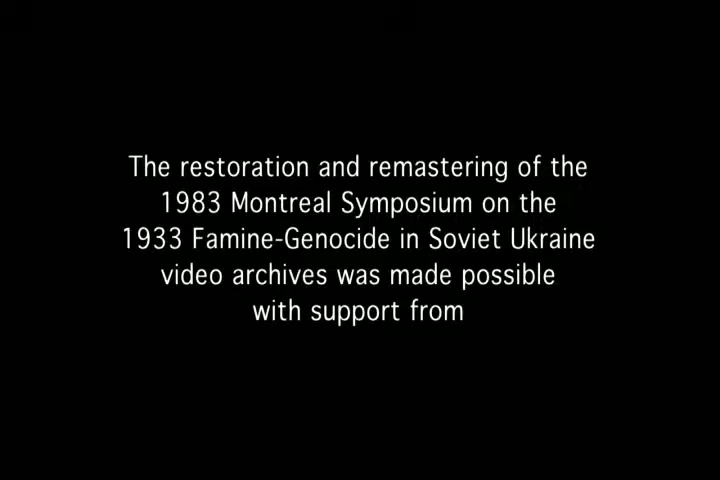 The restoration and remastering of the
1983 Montreal Symposium on the
1933 Famine-Genocide in Soviet Ukraine
video archives was made possible
with support from